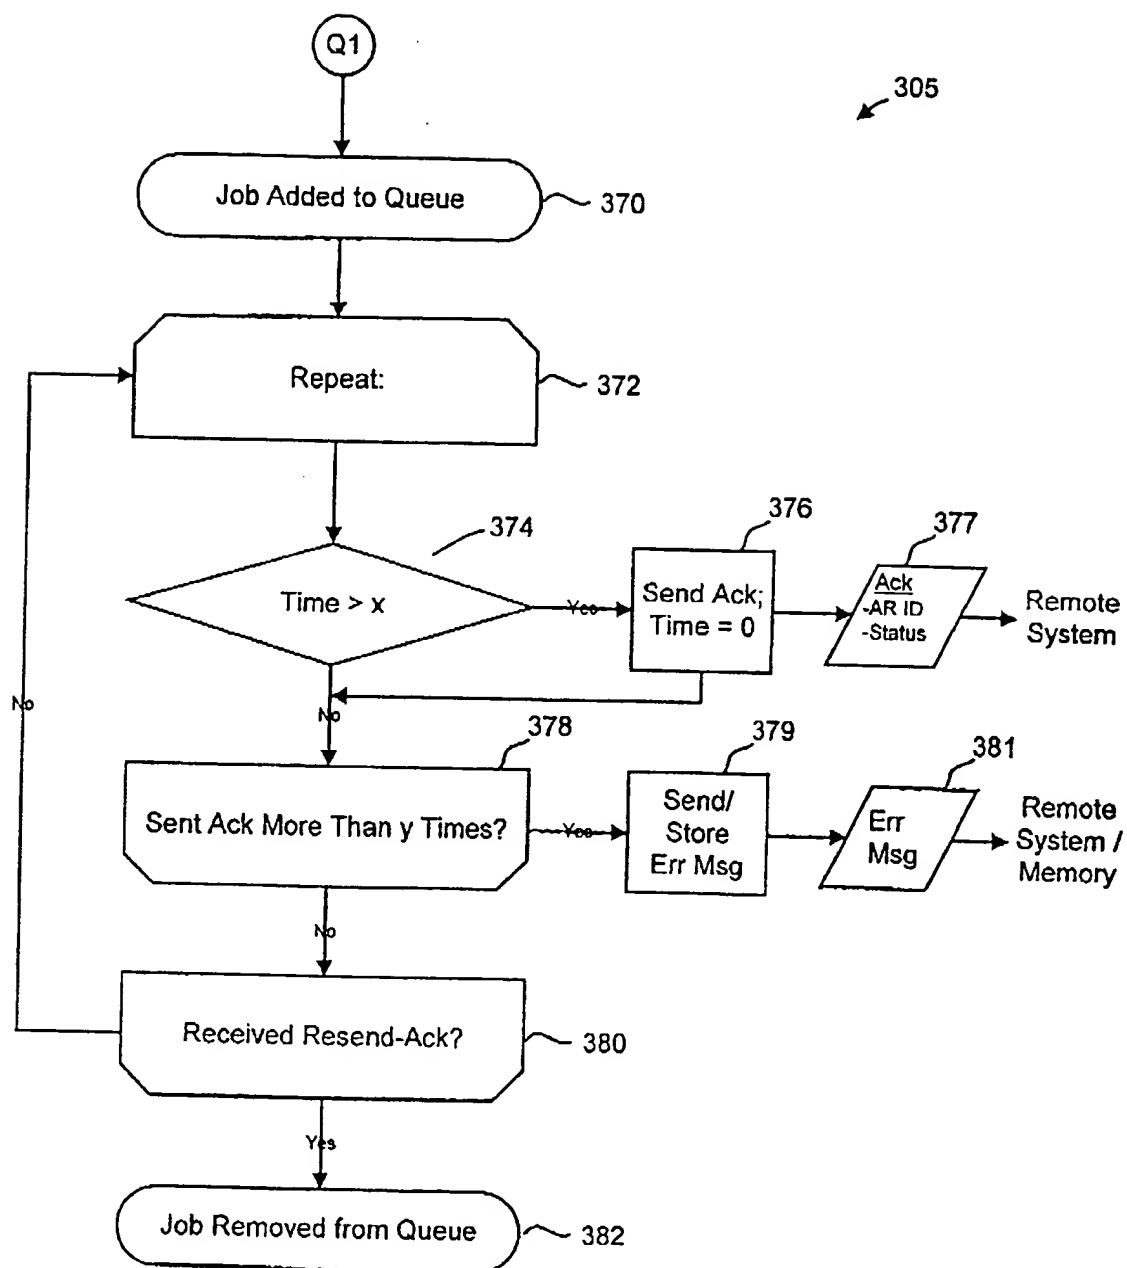 Q1
305
Job Added to Queue
370
Repeat:
372
374
376
377
Time > x
Yes
Send Ack;
Time = 0
Ack
-AR ID
-Status
Remote
System
No
No
378
379
381
Sent Ack More Than y Times?
Yes
Send/
Store
Err Msg
Err
Msg
Remote
System /
Memory
No
Received Resend-Ack?
380
Yes
Job Removed from Queue
382